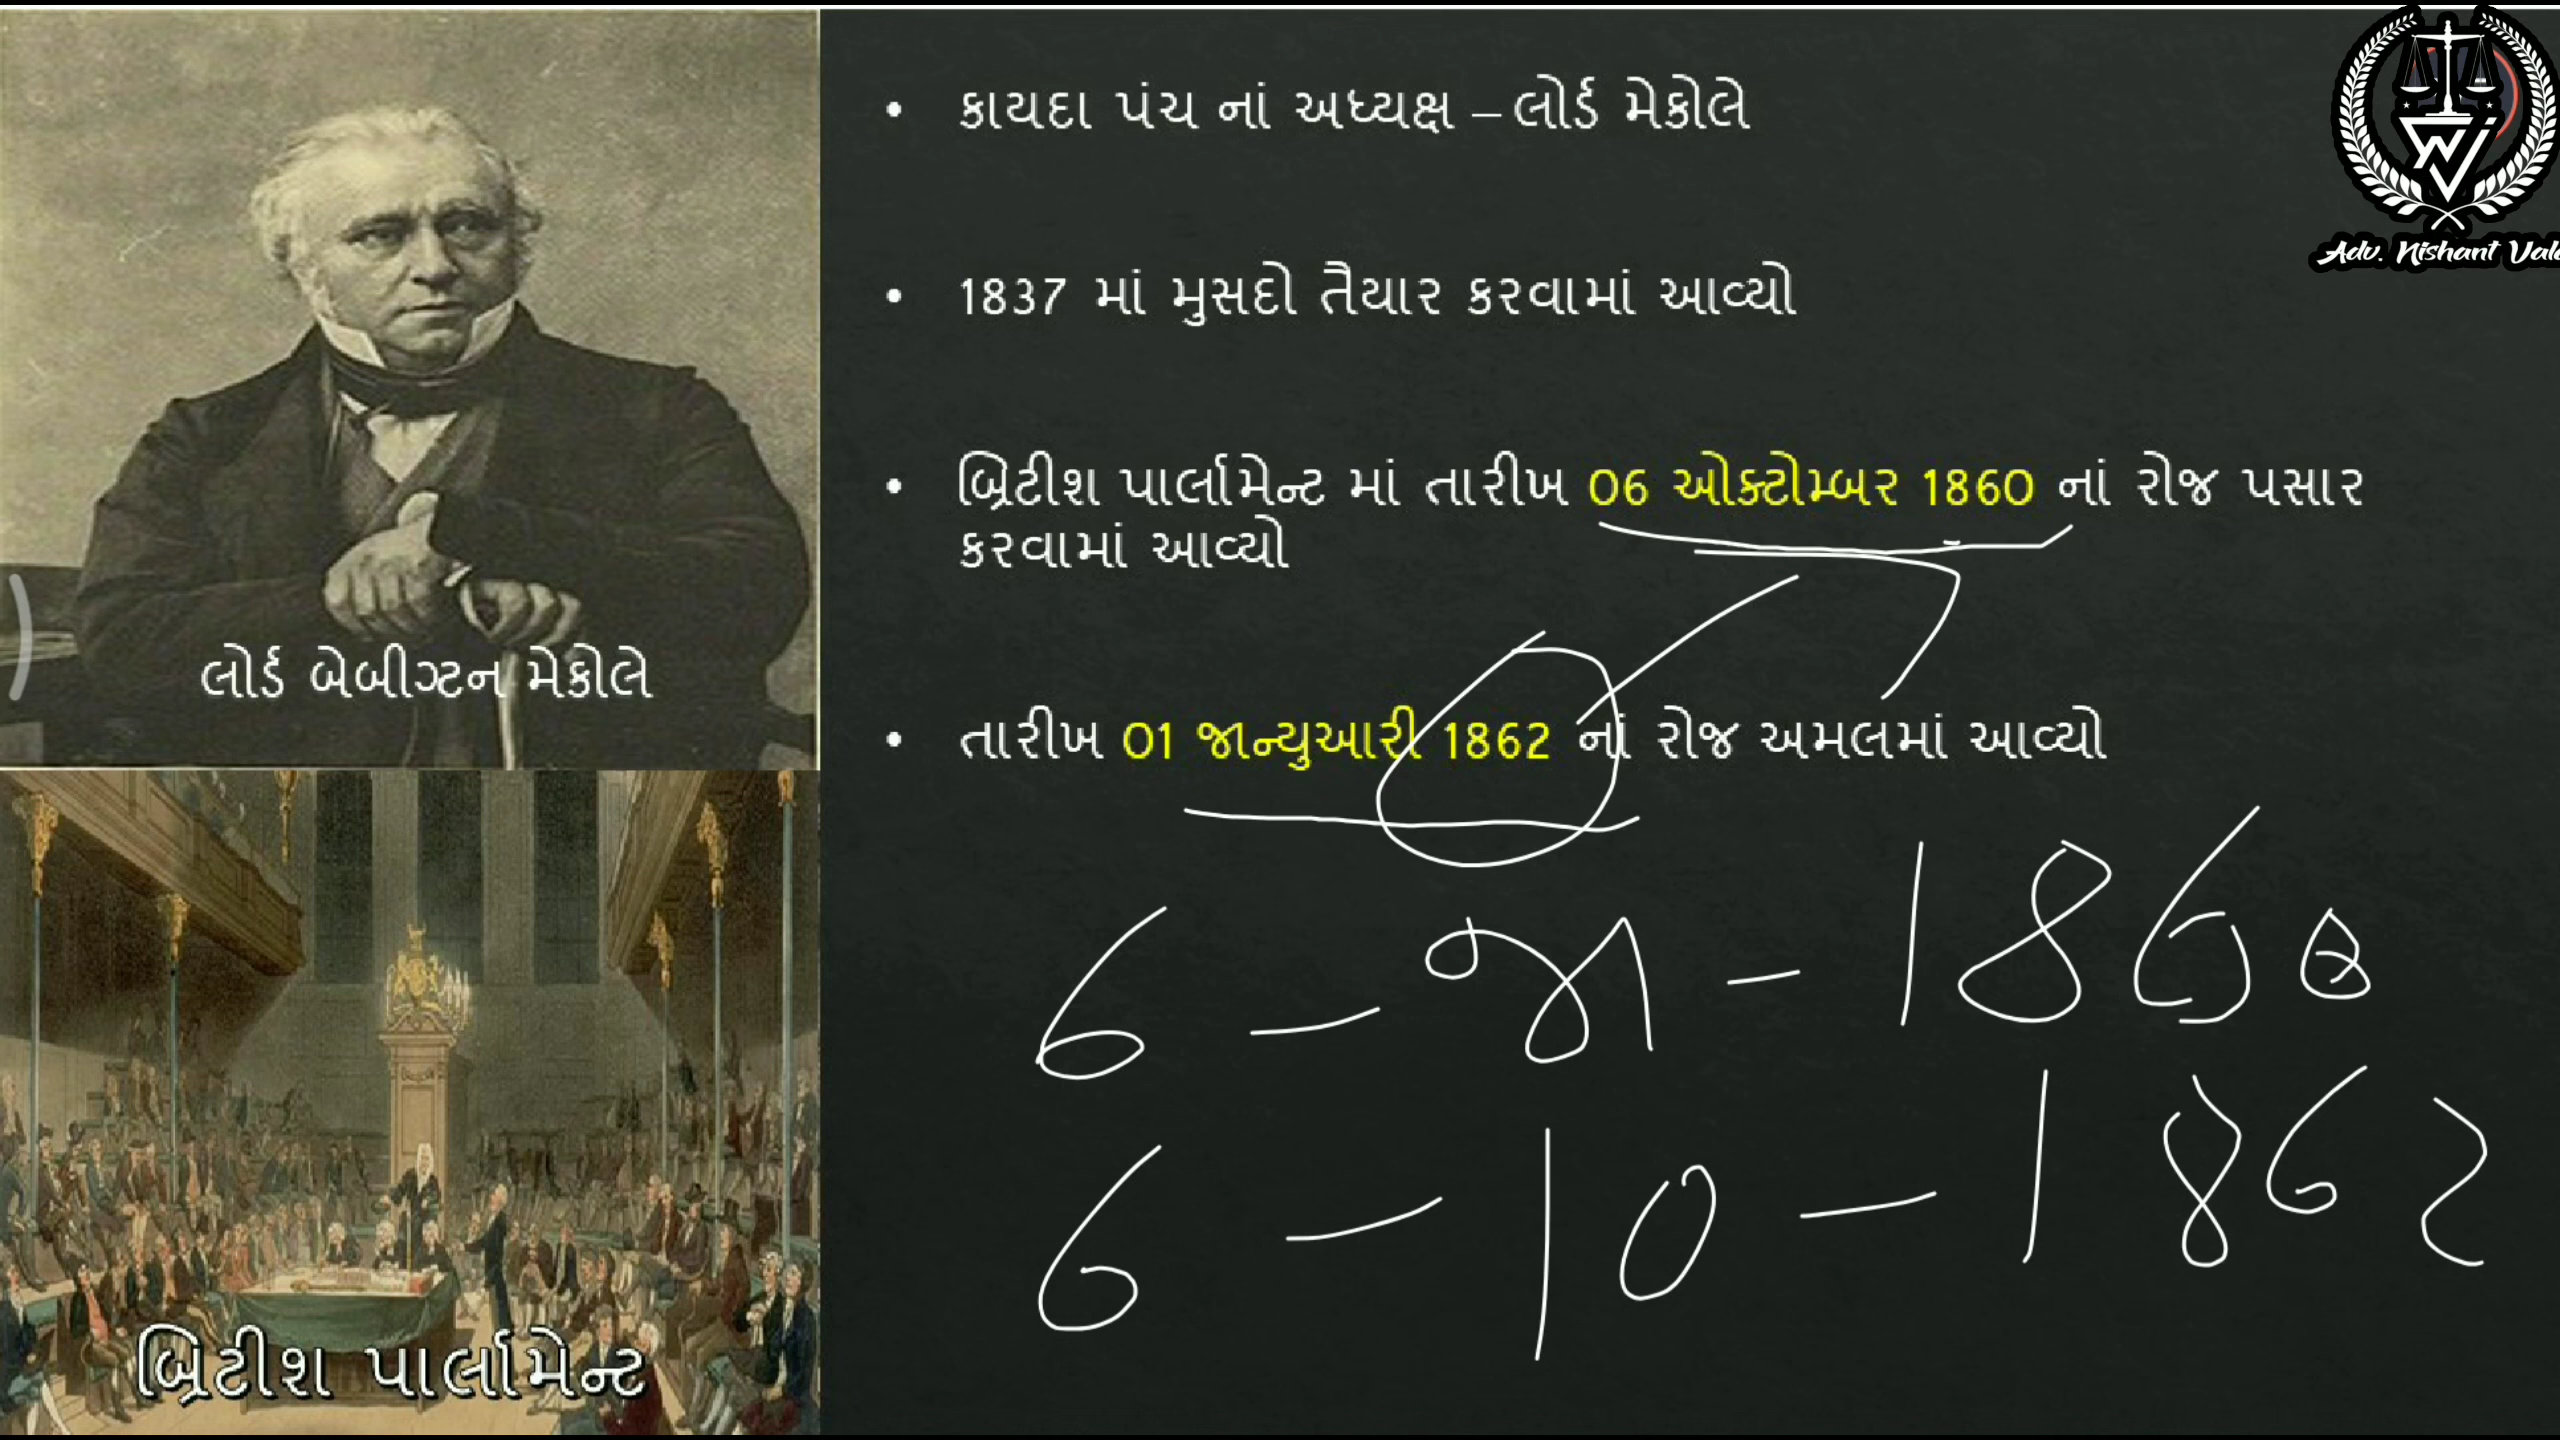 કાયદા પંચ નાં અધ્યક્ષ – લોર્ડ મેકોલે
1837 માં મુસદો તૈયાર કરવામાં આવ્યો
બ્રિટીશ પાર્લામેન્ટ માં તારીખ 06 ઓક્ટોમ્બર 1860 નાં રોજ પસાર
કરવામાં આવ્યો
તારીખ 01 જાન્યુઆરી 1862 નાં રોજ અમલમાં આવ્યો
6 – જા – 1860
6 – 10 – 1862
લોર્ડ બેબીગ્ટન મેકોલે
બ્રિટીશ પાર્લામેન્ટ
Adv. Nishant